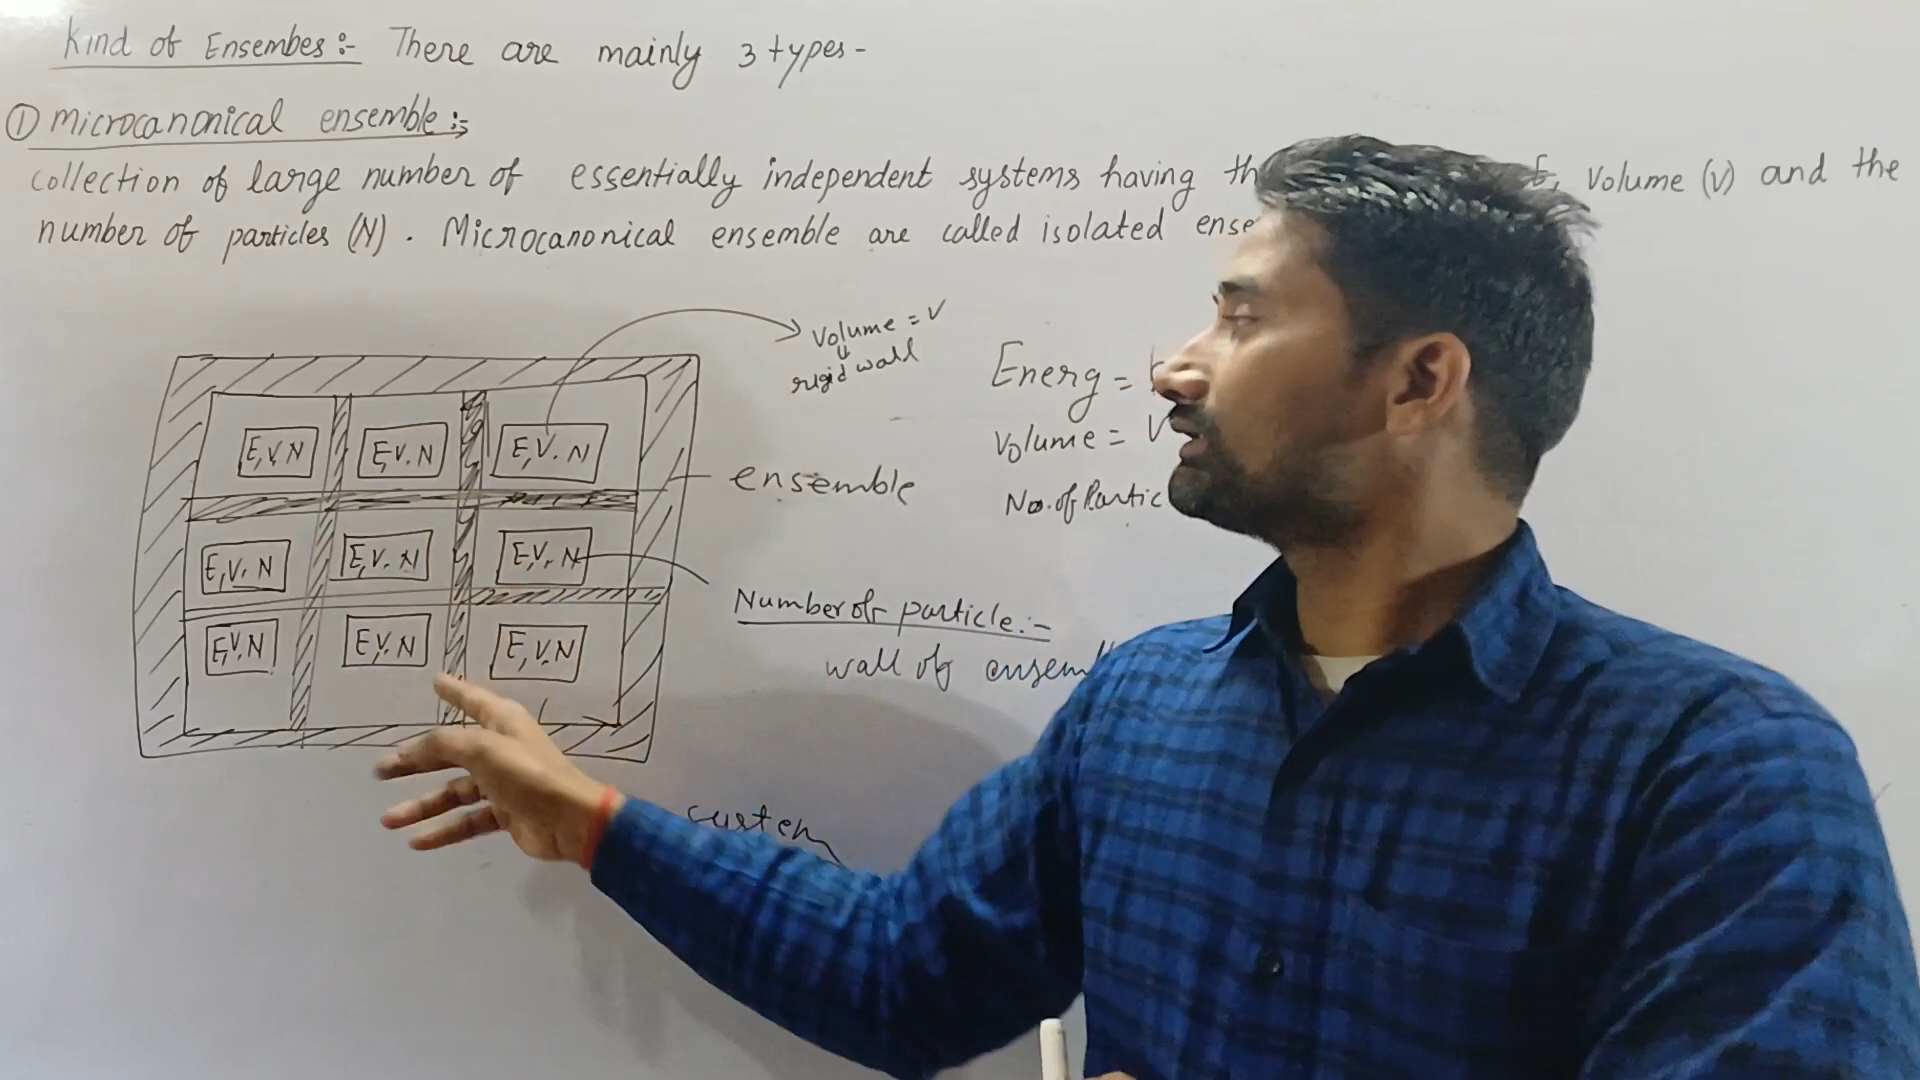 Kind of Ensembes:- There are mainly 3 types-
① Microcanonical ensemble:-
Collection of large number of essentially independent systems having th E, Volume (V) and the
number of particles (N). Microcanonical ensemble are called isolated ense
Volume = V
rigid wall
Energ =
Volume = V
No. of Partic
E,V,N E,V.N E,V.N
ensemble
E,V.N E,V.N E,V,N
Number of particle:-
wall of ensem
E,V,N E,V,N E,V,N